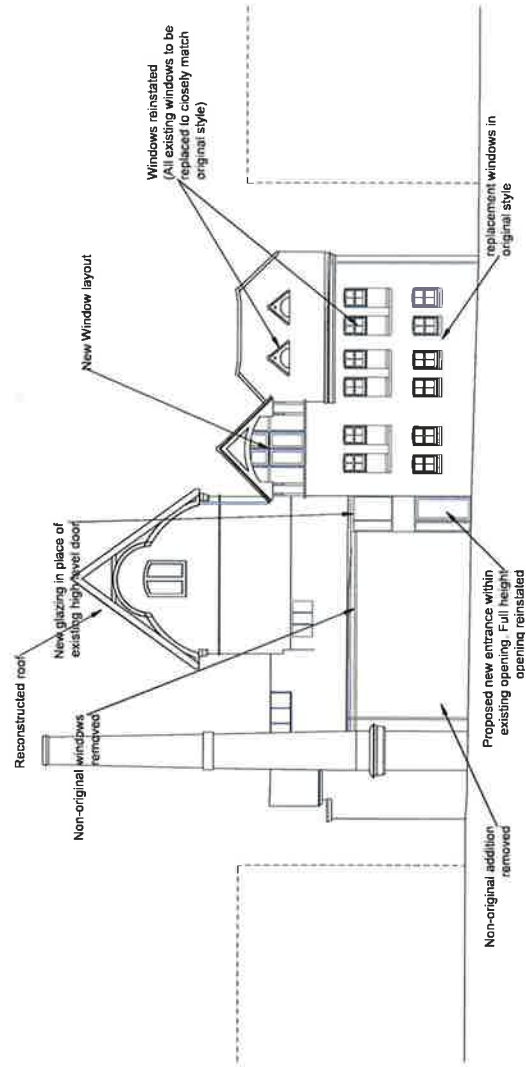 Reconstructed roof
New glazing in place of
existing high level door
Non-original windows
removed
New Window layout
Windows reinstated
(All existing windows to be
replaced to closely match
original style)
Non-original addition
removed
Proposed new entrance within
existing opening. Full height
opening reinstated
replacement windows in
original style